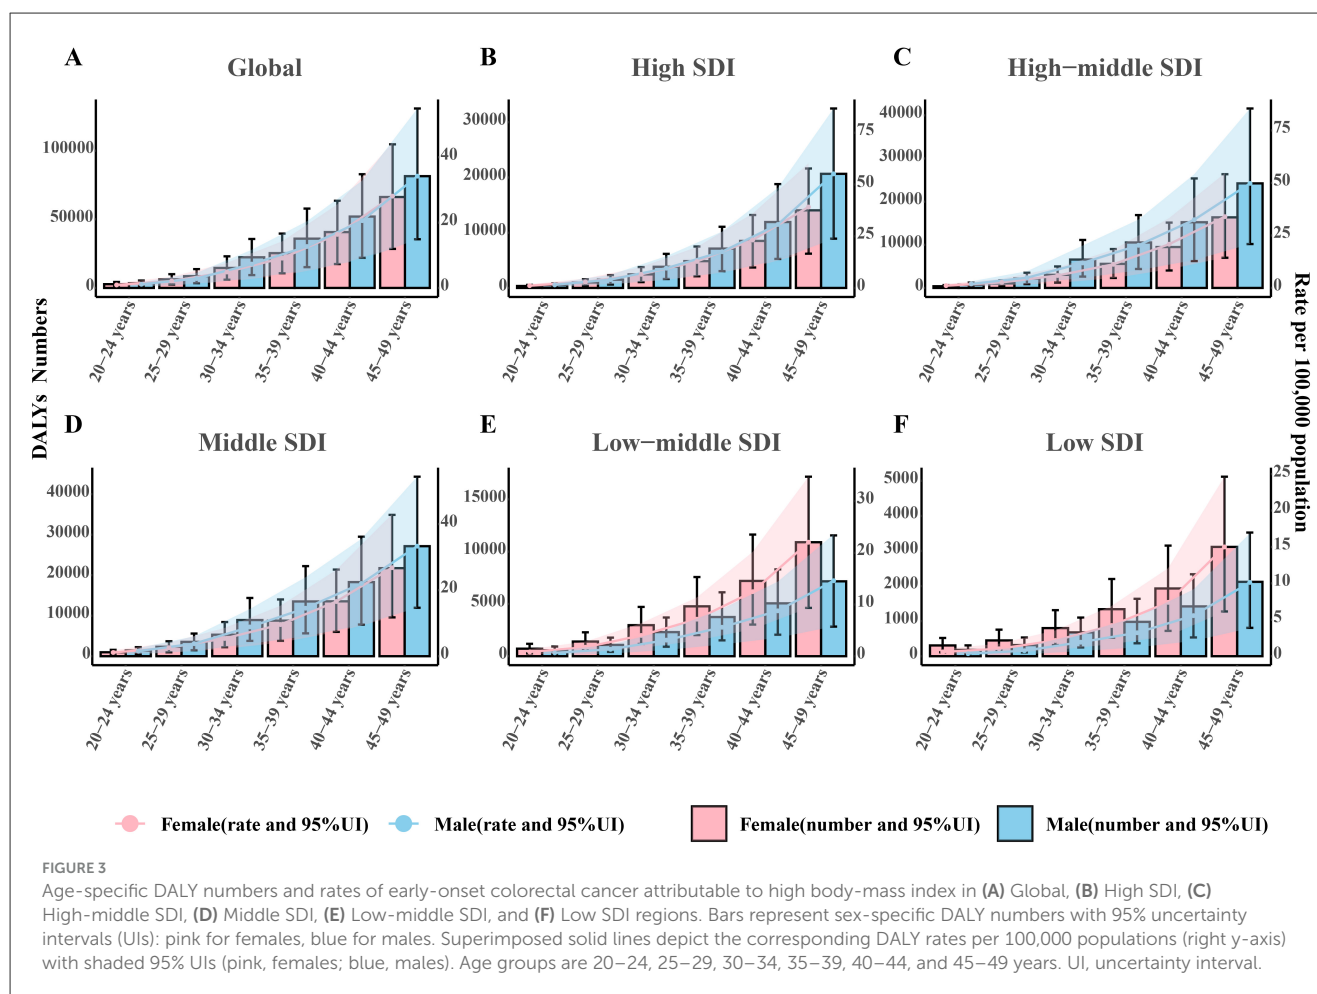 A
Global
100000
50000
0
40
20
0
20−24 years
25−29 years
30−34 years
35−39 years
40−44 years
45−49 years
B
High SDI
30000
20000
10000
0
75
50
25
0
20−24 years
25−29 years
30−34 years
35−39 years
40−44 years
45−49 years
C
High−middle SDI
40000
30000
20000
10000
0
75
50
25
0
20−24 years
25−29 years
30−34 years
35−39 years
40−44 years
45−49 years
DALYs Numbers
Rate per 100,000 population
D
Middle SDI
40000
30000
20000
10000
0
40
20
0
20−24 years
25−29 years
30−34 years
35−39 years
40−44 years
45−49 years
E
Low−middle SDI
15000
10000
5000
0
30
20
10
0
20−24 years
25−29 years
30−34 years
35−39 years
40−44 years
45−49 years
F
Low SDI
5000
4000
3000
2000
1000
0
25
20
15
10
5
0
20−24 years
25−29 years
30−34 years
35−39 years
40−44 years
45−49 years
Female(rate and 95%UI) Male(rate and 95%UI) Female(number and 95%UI) Male(number and 95%UI)
FIGURE 3
Age-specific DALY numbers and rates of early-onset colorectal cancer attributable to high body-mass index in (A) Global, (B) High SDI, (C)
High-middle SDI, (D) Middle SDI, (E) Low-middle SDI, and (F) Low SDI regions. Bars represent sex-specific DALY numbers with 95% uncertainty
intervals (UIs): pink for females, blue for males. Superimposed solid lines depict the corresponding DALY rates per 100,000 populations (right y-axis)
with shaded 95% UIs (pink, females; blue, males). Age groups are 20–24, 25–29, 30–34, 35–39, 40–44, and 45–49 years. UI, uncertainty interval.